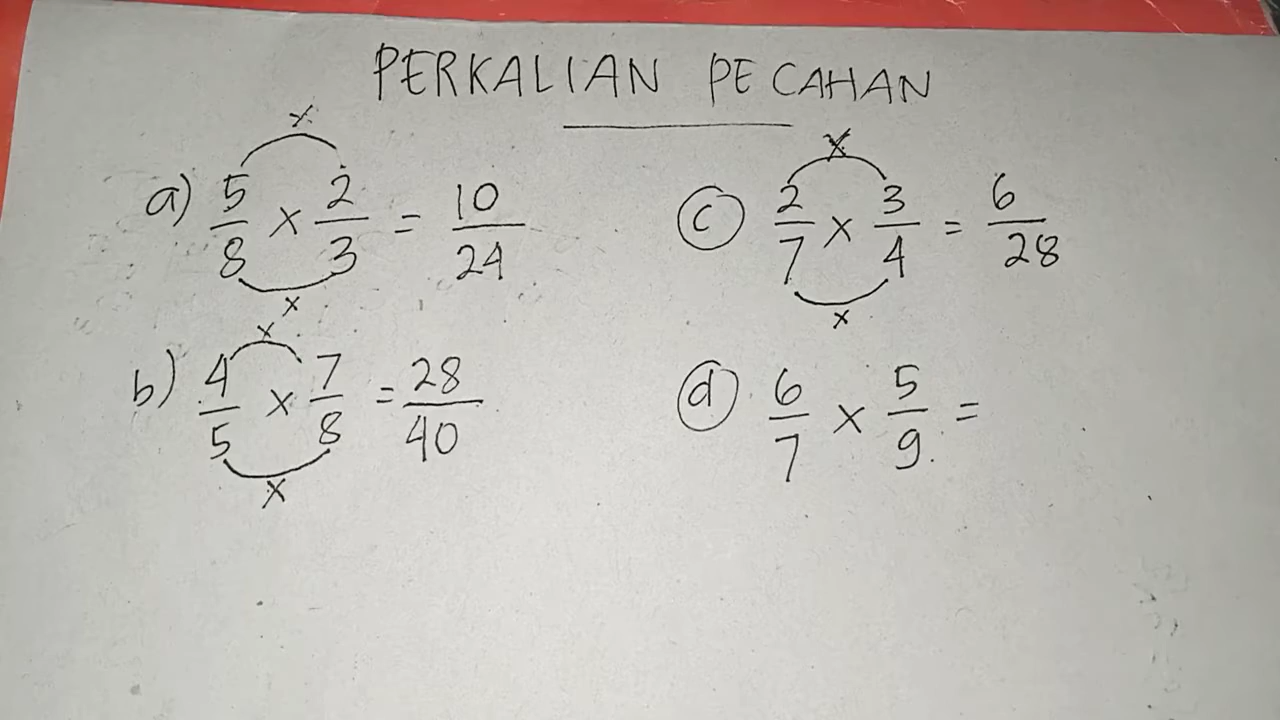 PERKALIAN PECAHAN
a) 5/8 x 2/3 = 10/24
b) 4/5 x 7/8 = 28/40
c 2/7 x 3/4 = 6/28
d 6/7 x 5/9 =